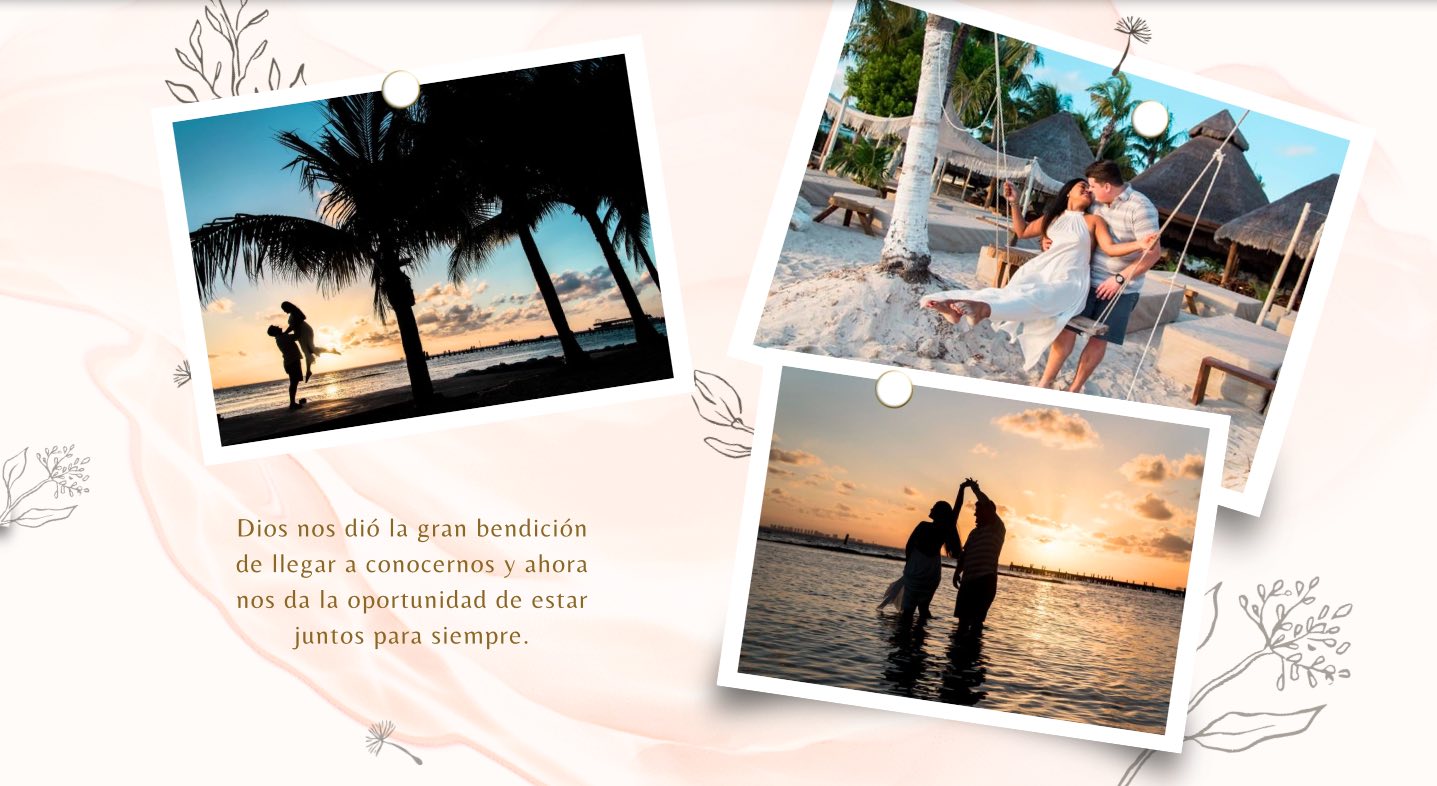 Dios nos dió la gran bendición
de llegar a conocernos y ahora
nos da la oportunidad de estar
juntos para siempre.